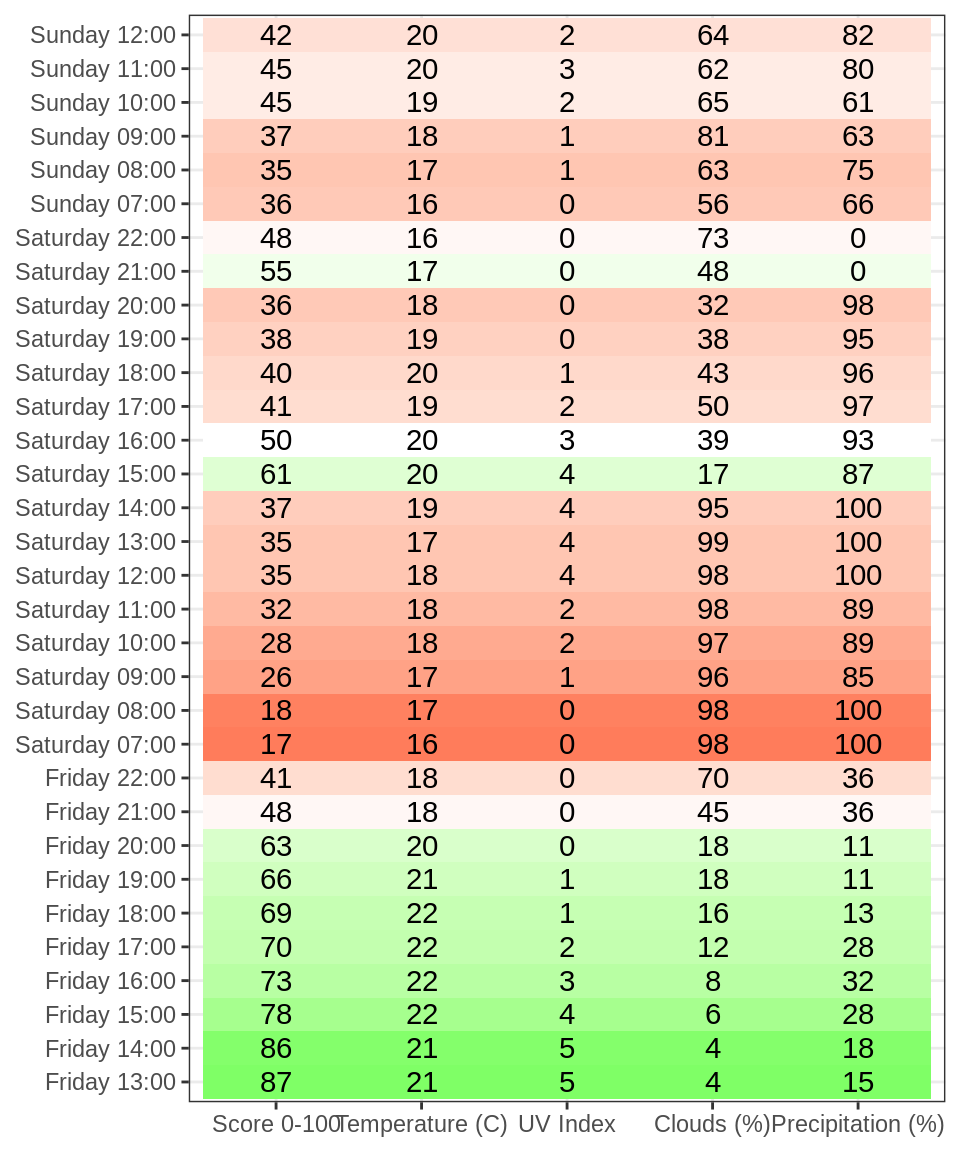 Sunday 12:00 42 20 2 64 82
Sunday 11:00 45 20 3 62 80
Sunday 10:00 45 19 2 65 61
Sunday 09:00 37 18 1 81 63
Sunday 08:00 35 17 1 63 75
Sunday 07:00 36 16 0 56 66
Saturday 22:00 48 16 0 73 0
Saturday 21:00 55 17 0 48 0
Saturday 20:00 36 18 0 32 98
Saturday 19:00 38 19 0 38 95
Saturday 18:00 40 20 1 43 96
Saturday 17:00 41 19 2 50 97
Saturday 16:00 50 20 3 39 93
Saturday 15:00 61 20 4 17 87
Saturday 14:00 37 19 4 95 100
Saturday 13:00 35 17 4 99 100
Saturday 12:00 35 18 4 98 100
Saturday 11:00 32 18 2 98 89
Saturday 10:00 28 18 2 97 89
Saturday 09:00 26 17 1 96 85
Saturday 08:00 18 17 0 98 100
Saturday 07:00 17 16 0 98 100
Friday 22:00 41 18 0 70 36
Friday 21:00 48 18 0 45 36
Friday 20:00 63 20 0 18 11
Friday 19:00 66 21 1 18 11
Friday 18:00 69 22 1 16 13
Friday 17:00 70 22 2 12 28
Friday 16:00 73 22 3 8 32
Friday 15:00 78 22 4 6 28
Friday 14:00 86 21 5 4 18
Friday 13:00 87 21 5 4 15
Score 0-100 Temperature (C) UV Index Clouds (%) Precipitation (%)